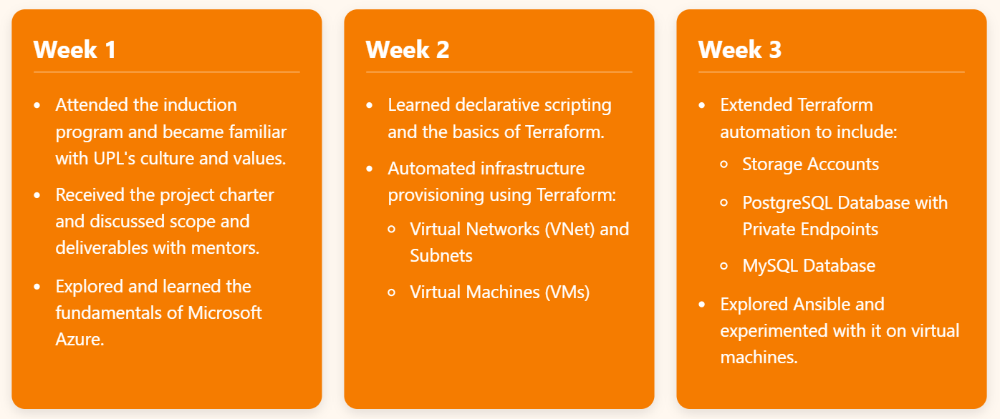 Week 1
• Attended the induction
program and became familiar
with UPL's culture and values.
• Received the project charter
and discussed scope and
deliverables with mentors.
• Explored and learned the
fundamentals of Microsoft
Azure.
Week 2
• Learned declarative scripting
and the basics of Terraform.
• Automated infrastructure
provisioning using Terraform:
○ Virtual Networks (VNet) and
Subnets
○ Virtual Machines (VMs)
Week 3
• Extended Terraform
automation to include:
○ Storage Accounts
○ PostgreSQL Database with
Private Endpoints
○ MySQL Database
• Explored Ansible and
experimented with it on virtual
machines.